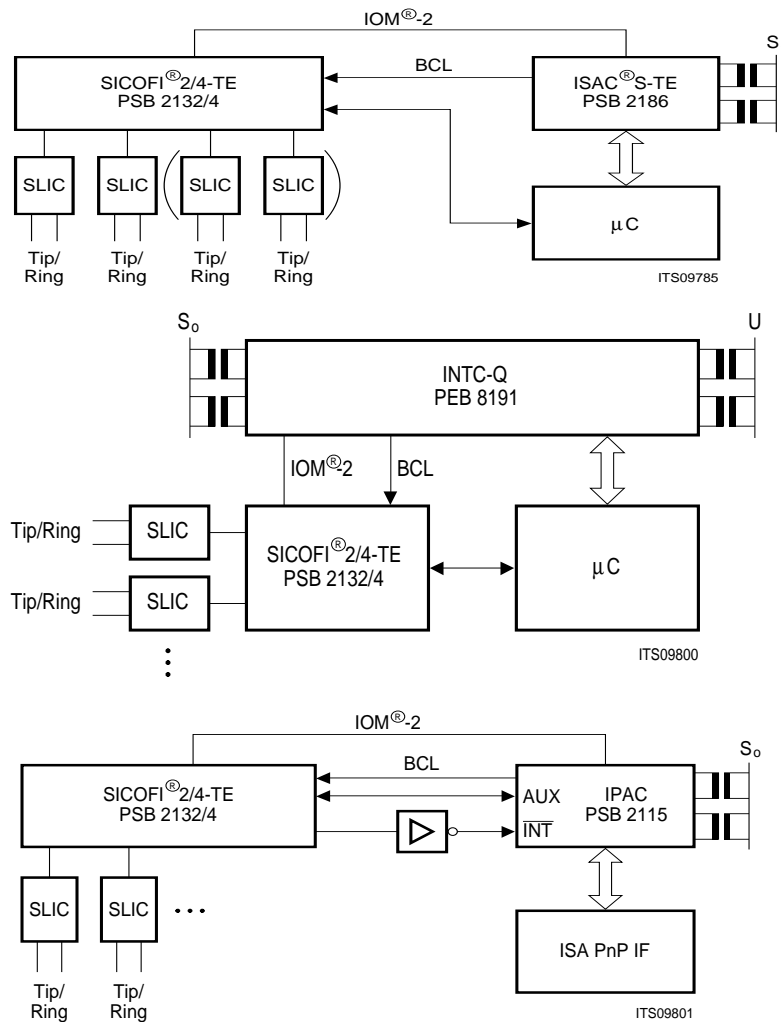 IOM®-2
S
SICOFI®2/4-TE
PSB 2132/4
BCL
ISAC®S-TE
PSB 2186
SLIC
SLIC
SLIC
SLIC
μC
Tip/
Ring
Tip/
Ring
Tip/
Ring
Tip/
Ring
ITS09785
So
U
INTC-Q
PEB 8191
IOM®-2
BCL
Tip/Ring
SLIC
SICOFI®2/4-TE
PSB 2132/4
μC
Tip/Ring
SLIC
ITS09800
IOM®-2
So
SICOFI®2/4-TE
PSB 2132/4
BCL
AUX
INT
IPAC
PSB 2115
SLIC
SLIC
ISA PnP IF
Tip/
Ring
Tip/
Ring
ITS09801